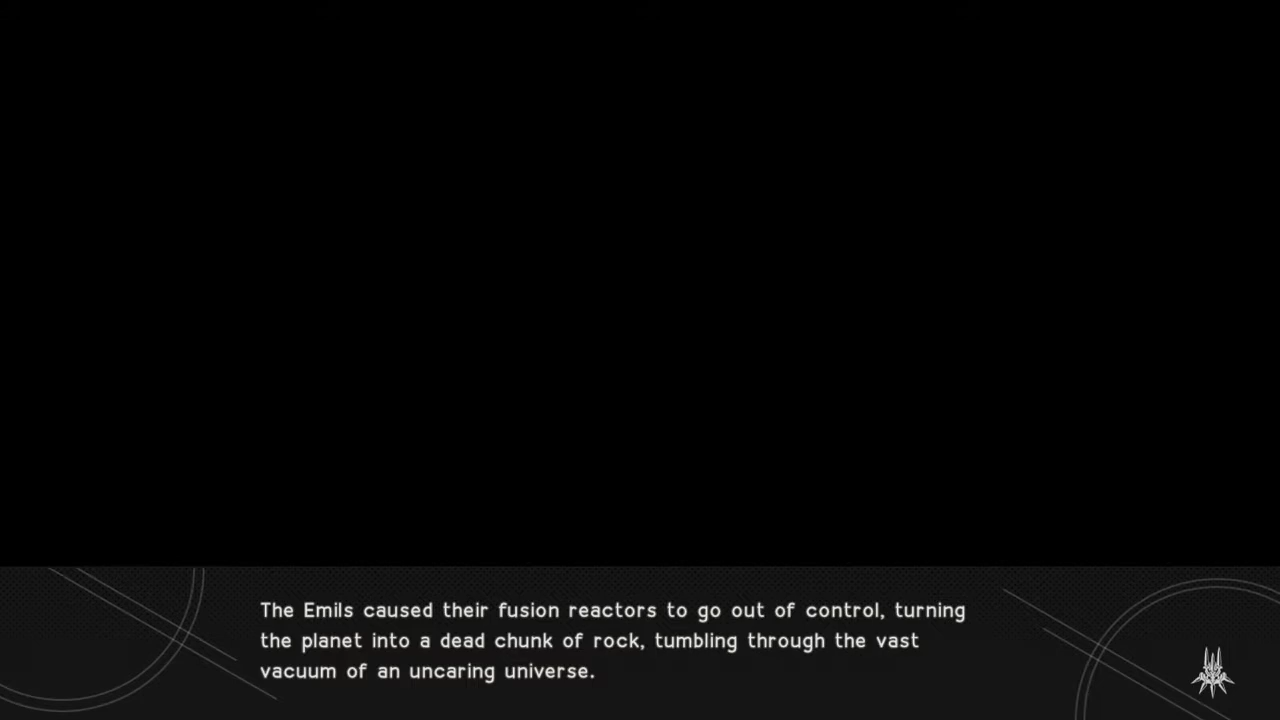 The Emils caused their fusion reactors to go out of control, turning
the planet into a dead chunk of rock, tumbling through the vast
vacuum of an uncaring universe.